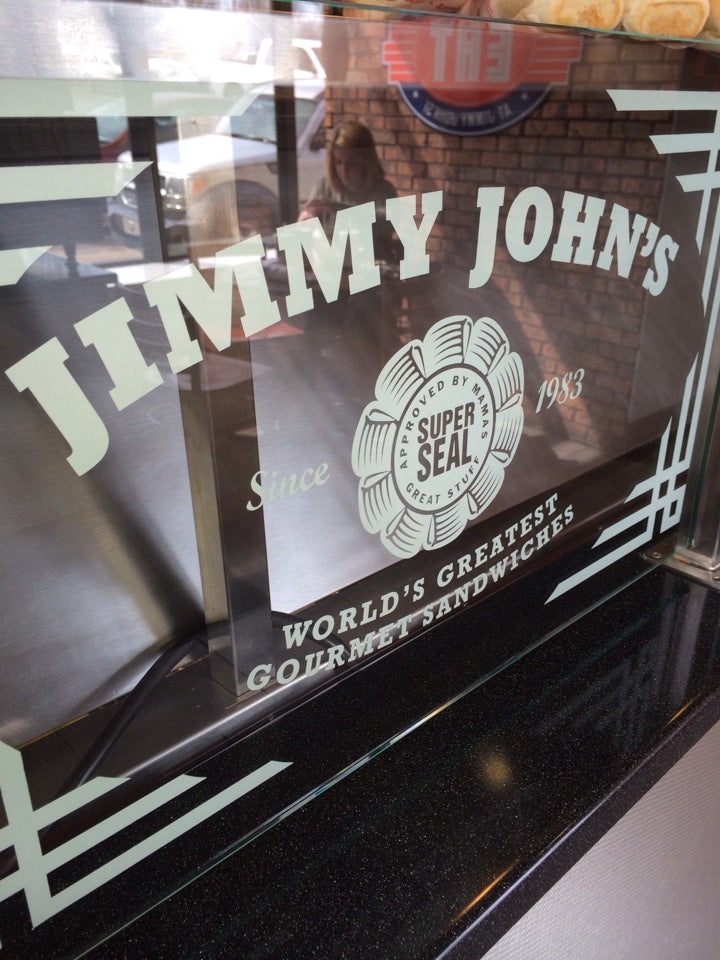 JIMMY JOHN'S
Since
APPROVED BY MAMAS
SUPER
SEAL
GREAT STUFF
1983
WORLD'S GREATEST
GOURMET SANDWICHES